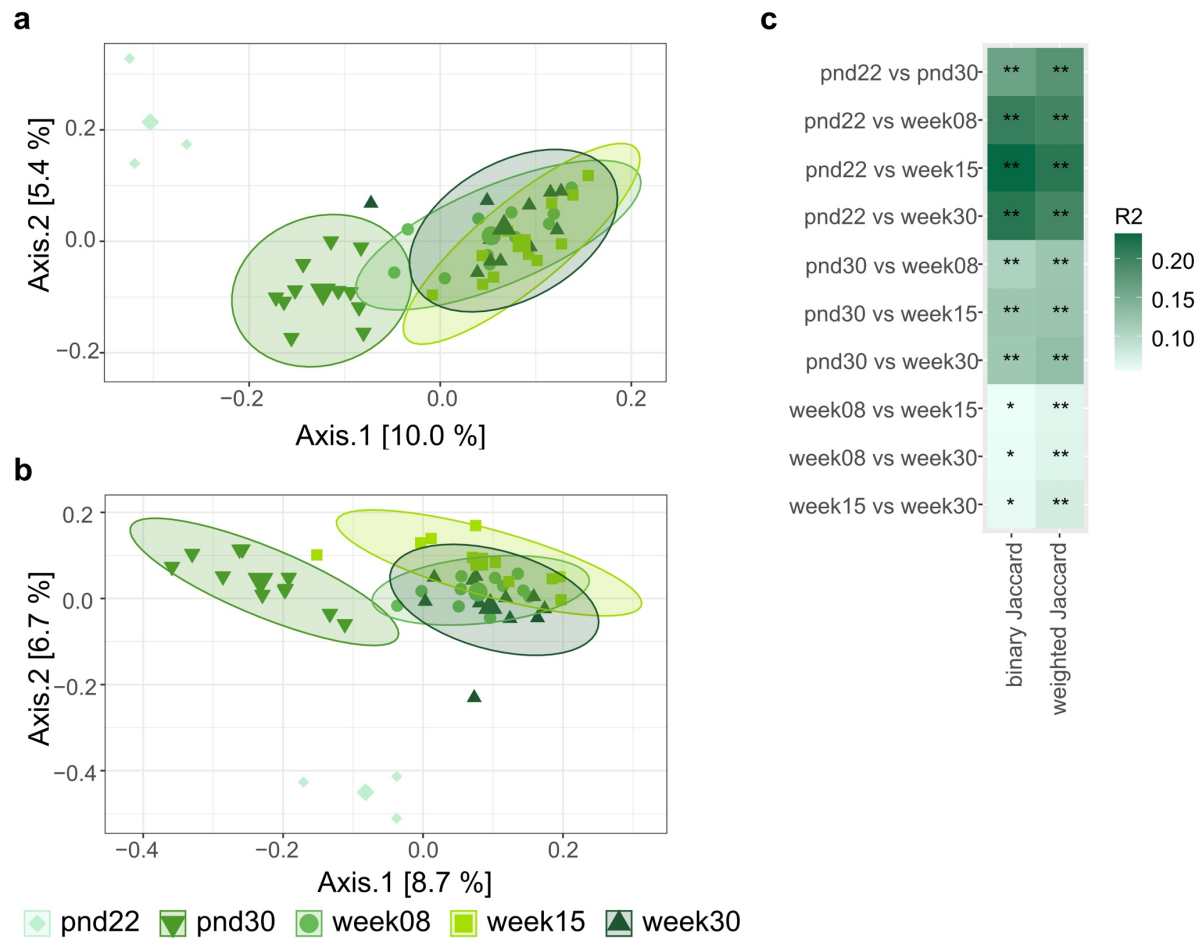 a
0.2
0.0
−0.2
Axis.2 [5.4 %]
−0.2
0.0
0.2
Axis.1 [10.0 %]
b
0.2
0.0
−0.2
−0.4
Axis.2 [6.7 %]
−0.4
−0.2
0.0
0.2
Axis.1 [8.7 %]
pnd22
pnd30
week08
week15
week30
c
pnd22 vs pnd30
**
**
pnd22 vs week08
**
**
pnd22 vs week15
**
**
pnd22 vs week30
**
**
pnd30 vs week08
**
**
pnd30 vs week15
**
**
pnd30 vs week30
**
**
week08 vs week15
*
**
week08 vs week30
*
**
week15 vs week30
*
**
binary Jaccard
weighted Jaccard
R2
0.20
0.15
0.10